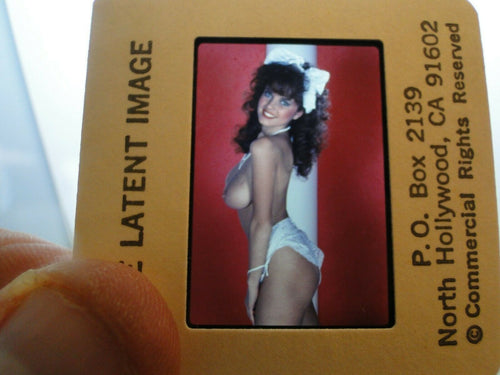 E LATENT IMAGE
P.O. Box 2139
North Hollywood, CA 91602
© Commercial Rights Reserved